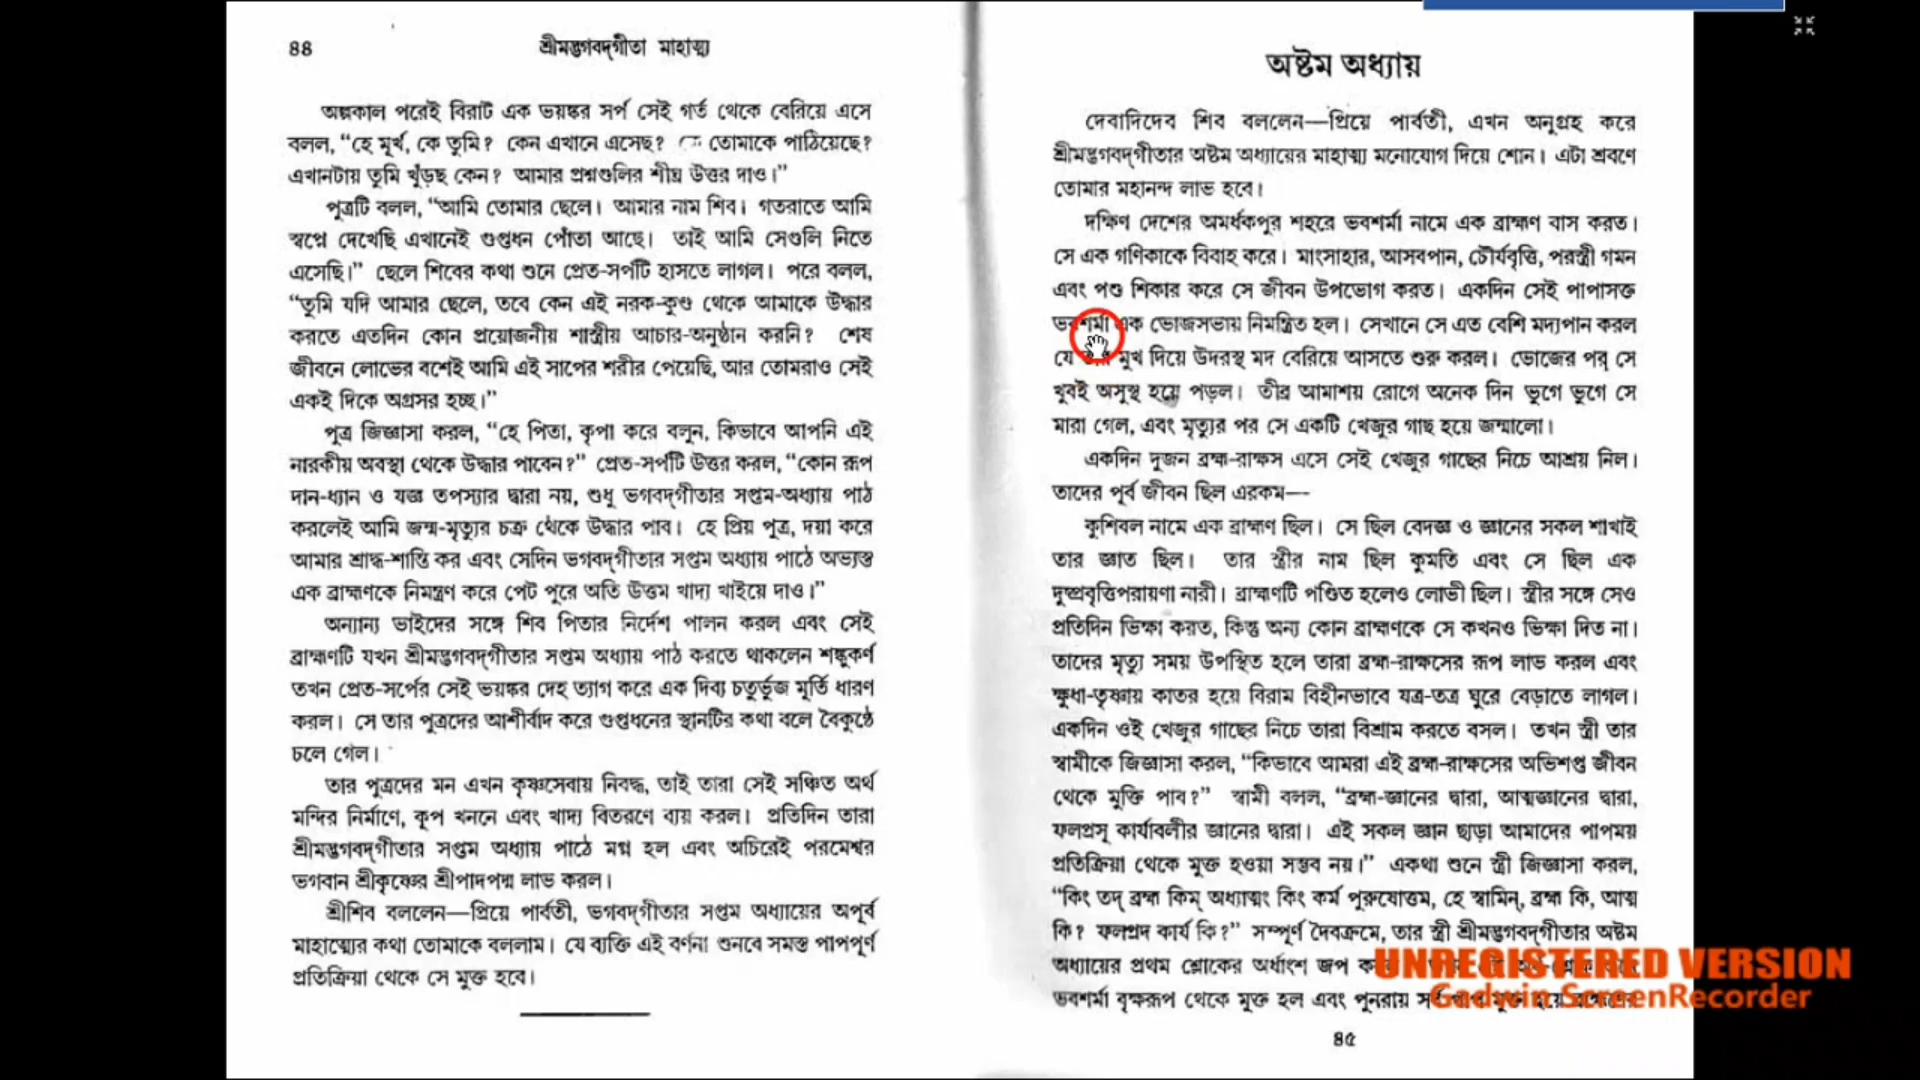 ৪৪
শ্রীমদ্ভগবদ্‌গীতা মাহাত্ম্য
অল্পকাল পরেই বিরাট এক ভয়ঙ্কর সর্প সেই গর্ত থেকে বেরিয়ে এসে
বলল, “হে মূর্খ, কে তুমি? কেন এখানে এসেছ? তোমাকে পাঠিয়েছে?
এখানটায় তুমি খুঁড়ছ কেন? আমার প্রশ্নগুলির শীঘ্র উত্তর দাও।”
পুত্রটি বলল, “আমি তোমার ছেলে। আমার নাম শিব। গতরাতে আমি
স্বপ্নে দেখেছি এখানেই গুপ্তধন পোঁতা আছে। তাই আমি সেগুলি নিতে
এসেছি।” ছেলে শিবের কথা শুনে প্রেত-সর্পটি হাসতে লাগল। পরে বলল,
“তুমি যদি আমার ছেলে, তবে কেন এই নরক-কুণ্ড থেকে আমাকে উদ্ধার
করতে এতদিন কোন প্রয়োজনীয় শাস্ত্রীয় আচার-অনুষ্ঠান করনি? শেষ
জীবনে লোভের বশেই আমি এই সাপের শরীর পেয়েছি, আর তোমরাও সেই
একই দিকে অগ্রসর হচ্ছ।”
পুত্র জিজ্ঞাসা করল, “হে পিতা, কৃপা করে বলুন, কিভাবে আপনি এই
নারকীয় অবস্থা থেকে উদ্ধার পাবেন?” প্রেত-সর্পটি উত্তর করল, “কোন রূপ
দান-ধ্যান ও যজ্ঞ তপস্যার দ্বারা নয়, শুধু ভগবদ্‌গীতার সপ্তম-অধ্যায় পাঠ
করলেই আমি জন্ম-মৃত্যুর চক্র থেকে উদ্ধার পাব। হে প্রিয় পুত্র, দয়া করে
আমার শ্রাদ্ধ-শান্তি কর এবং সেদিন ভগবদ্‌গীতার সপ্তম অধ্যায় পাঠে অভ্যস্ত
এক ব্রাহ্মণকে নিমন্ত্রণ করে পেট পুরে অতি উত্তম খাদ্য খাইয়ে দাও।”
অন্যান্য ভাইদের সঙ্গে শিব পিতার নির্দেশ পালন করল এবং সেই
ব্রাহ্মণটি যখন শ্রীমদ্ভগবদ্‌গীতার সপ্তম অধ্যায় পাঠ করতে থাকলেন শঙ্কুকর্ণ
তখন প্রেত-সর্পের সেই ভয়ঙ্কর দেহ ত্যাগ করে এক দিব্য চতুর্ভুজ মূর্তি ধারণ
করল। সে তার পুত্রদের আশীর্বাদ করে গুপ্তধনের স্থানটির কথা বলে বৈকুণ্ঠে
চলে গেল।
তার পুত্রদের মন এখন কৃষ্ণসেবায় নিবদ্ধ, তাই তারা সেই সঞ্চিত অর্থ
মন্দির নির্মাণে, কূপ খননে এবং খাদ্য বিতরণে ব্যয় করল। প্রতিদিন তারা
শ্রীমদ্ভগবদ্‌গীতার সপ্তম অধ্যায় পাঠে মগ্ন হল এবং অচিরেই পরমেশ্বর
ভগবান শ্রীকৃষ্ণের শ্রীপাদপদ্ম লাভ করল।
শ্রীশিব বললেন—প্রিয়ে পার্বতী, ভগবদ্‌গীতার সপ্তম অধ্যায়ের অপূর্ব
মাহাত্ম্যের কথা তোমাকে বললাম। যে ব্যক্তি এই বর্ণনা শুনবে সমস্ত পাপপূর্ণ
প্রতিক্রিয়া থেকে সে মুক্ত হবে।
অষ্টম অধ্যায়
দেবাদিদেব শিব বললেন—প্রিয়ে পার্বতী, এখন অনুগ্রহ করে
শ্রীমদ্ভগবদ্‌গীতার অষ্টম অধ্যায়ের মাহাত্ম্য মনোযোগ দিয়ে শোন। এটা শ্রবণে
তোমার মহানন্দ লাভ হবে।
দক্ষিণ দেশের অমর্ধকপুর শহরে ভবশর্মা নামে এক ব্রাহ্মণ বাস করত।
সে এক গণিকাকে বিবাহ করে। মাংসাহার, আসবপান, চৌর্যবৃত্তি, পরস্ত্রী গমন
এবং পশু শিকার করে সে জীবন উপভোগ করত। একদিন সেই পাপাসক্ত
ভবশর্মা এক ভোজসভায় নিমন্ত্রিত হল। সেখানে সে এত বেশি মদ্যপান করল
যে তার মুখ দিয়ে উদরস্থ মদ বেরিয়ে আসতে শুরু করল। ভোজের পর সে
খুবই অসুস্থ হয়ে পড়ল। তীব্র আমাশয় রোগে অনেক দিন ভুগে ভুগে সে
মারা গেল, এবং মৃত্যুর পর সে একটি খেজুর গাছ হয়ে জন্মালো।
একদিন দুজন ব্রহ্ম-রাক্ষস এসে সেই খেজুর গাছের নিচে আশ্রয় নিল।
তাদের পূর্ব জীবন ছিল এরকম—
কুশিবল নামে এক ব্রাহ্মণ ছিল। সে ছিল বেদজ্ঞ ও জ্ঞানের সকল শাখাই
তার জ্ঞাত ছিল। তার স্ত্রীর নাম ছিল কুমতি এবং সে ছিল এক
দুষ্প্রবৃত্তিপরায়ণা নারী। ব্রাহ্মণটি পণ্ডিত হলেও লোভী ছিল। স্ত্রীর সঙ্গে সেও
প্রতিদিন ভিক্ষা করত, কিন্তু অন্য কোন ব্রাহ্মণকে সে কখনও ভিক্ষা দিত না।
তাদের মৃত্যু সময় উপস্থিত হলে তারা ব্রহ্ম-রাক্ষসের রূপ লাভ করল এবং
ক্ষুধা-তৃষ্ণায় কাতর হয়ে বিরাম বিহীনভাবে যত্র-তত্র ঘুরে বেড়াতে লাগল।
একদিন ওই খেজুর গাছের নিচে তারা বিশ্রাম করতে বসল। তখন স্ত্রী তার
স্বামীকে জিজ্ঞাসা করল, “কিভাবে আমরা এই ব্রহ্ম-রাক্ষসের অভিশপ্ত জীবন
থেকে মুক্তি পাব?” স্বামী বলল, “ব্রহ্ম-জ্ঞানের দ্বারা, আত্মজ্ঞানের দ্বারা,
ফলপ্রসূ কার্যাবলীর জ্ঞানের দ্বারা। এই সকল জ্ঞান ছাড়া আমাদের পাপময়
প্রতিক্রিয়া থেকে মুক্ত হওয়া সম্ভব নয়।” একথা শুনে স্ত্রী জিজ্ঞাসা করল,
“কিং তদ্ ব্রহ্ম কিম্ অধ্যাত্মং কিং কর্ম পুরুষোত্তম, হে স্বামিন্, ব্রহ্ম কি, আত্ম
কি? ফলপ্রদ কার্য কি?” সম্পূর্ণ দৈবক্রমে, তার স্ত্রী শ্রীমদ্ভগবদ্‌গীতার অষ্টম
অধ্যায়ের প্রথম শ্লোকের অর্ধাংশ জপ
ভবশর্মা বৃক্ষরূপ থেকে মুক্ত হল এবং পুনরায়
৪৫
UNREGISTERED VERSION
Gadwin ScreenRecorder